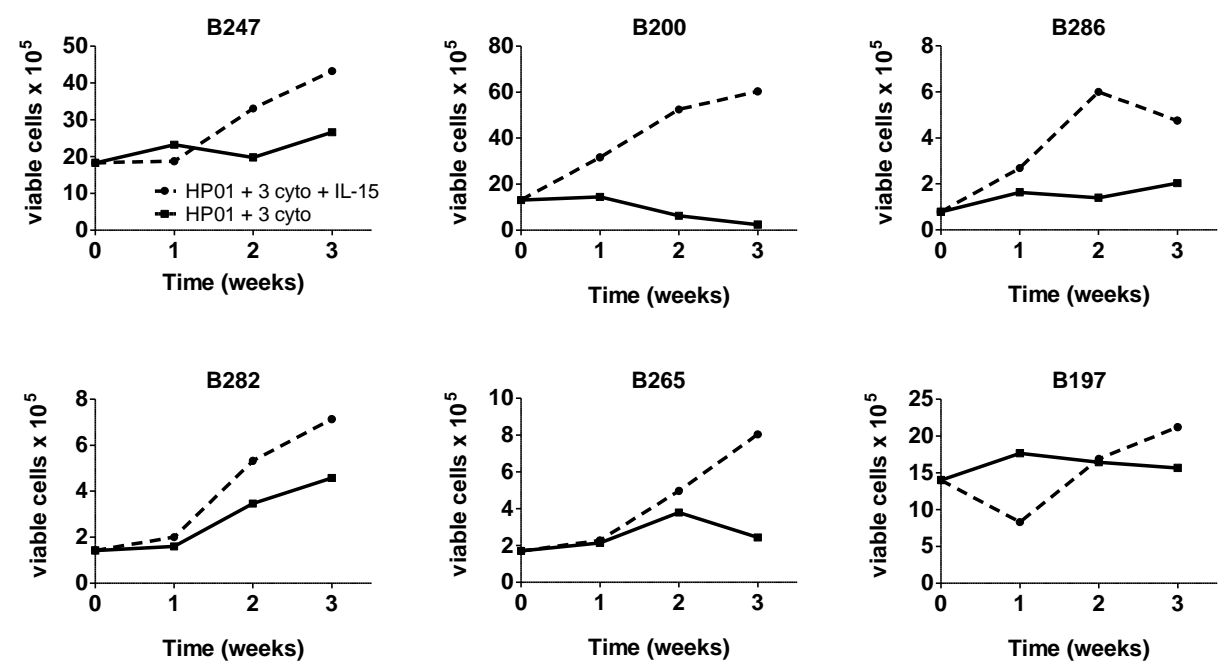 B247
viable cells x 10^5
50
40
30
20
10
0
HP01 + 3 cyto + IL-15
HP01 + 3 cyto
0 1 2 3
Time (weeks)
B200
viable cells x 10^5
80
60
40
20
0
0 1 2 3
Time (weeks)
B286
viable cells x 10^5
8
6
4
2
0
0 1 2 3
Time (weeks)
B282
viable cells x 10^5
8
6
4
2
0
0 1 2 3
Time (weeks)
B265
viable cells x 10^5
10
8
6
4
2
0
0 1 2 3
Time (weeks)
B197
viable cells x 10^5
25
20
15
10
5
0
0 1 2 3
Time (weeks)